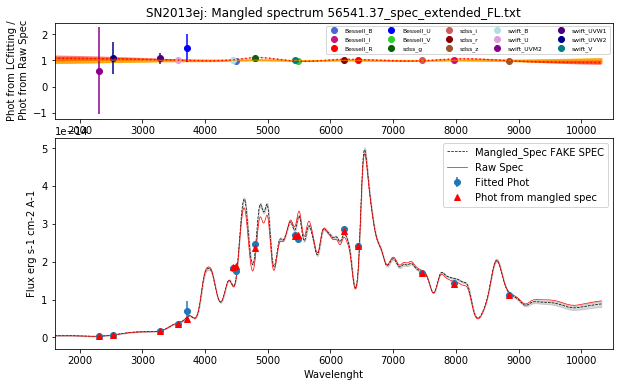 SN2013ej: Mangled spectrum 56541.37_spec_extended_FL.txt
Phot from LCfitting /
Phot from Raw Spec
1
0
−1
Bessell_B
Bessell_I
Bessell_R
Bessell_U
Bessell_V
sdss_g
sdss_i
sdss_r
sdss_z
swift_B
swift_U
swift_UVM2
swift_UVW1
swift_UVW2
swift_V
2000 3000 4000 5000 6000 7000 8000 9000 10000
1e−14
Flux erg s-1 cm-2 A-1
5
4
3
2
1
0
Mangled_Spec FAKE SPEC
Raw Spec
Fitted Phot
Phot from mangled spec
2000 3000 4000 5000 6000 7000 8000 9000 10000
Wavelenght